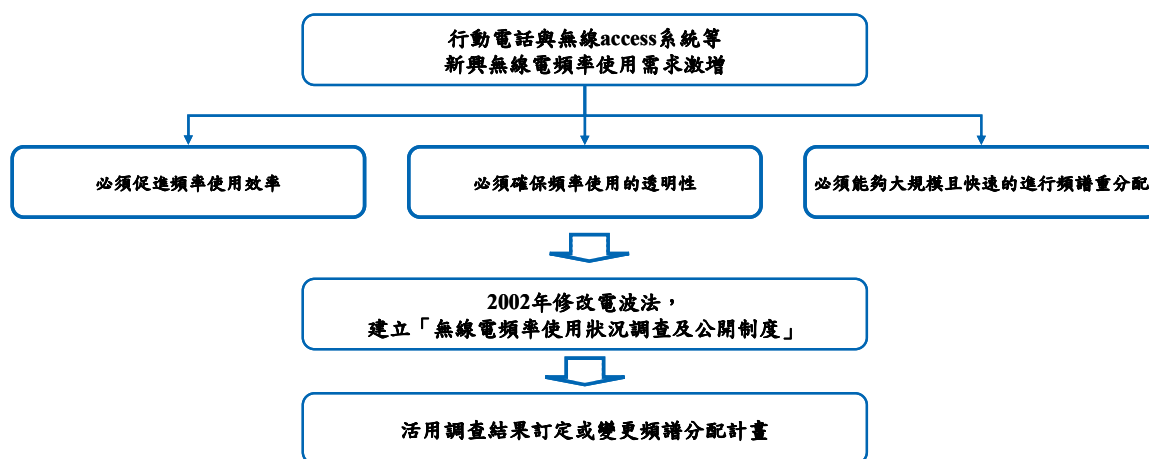 行動電話與無線access系統等
新興無線電頻率使用需求激增
必須促進頻率使用效率
必須確保頻率使用的透明性
必須能夠大規模且快速的進行頻譜重分配
2002年修改電波法，
建立「無線電頻率使用狀況調查及公開制度」
活用調查結果訂定或變更頻譜分配計畫